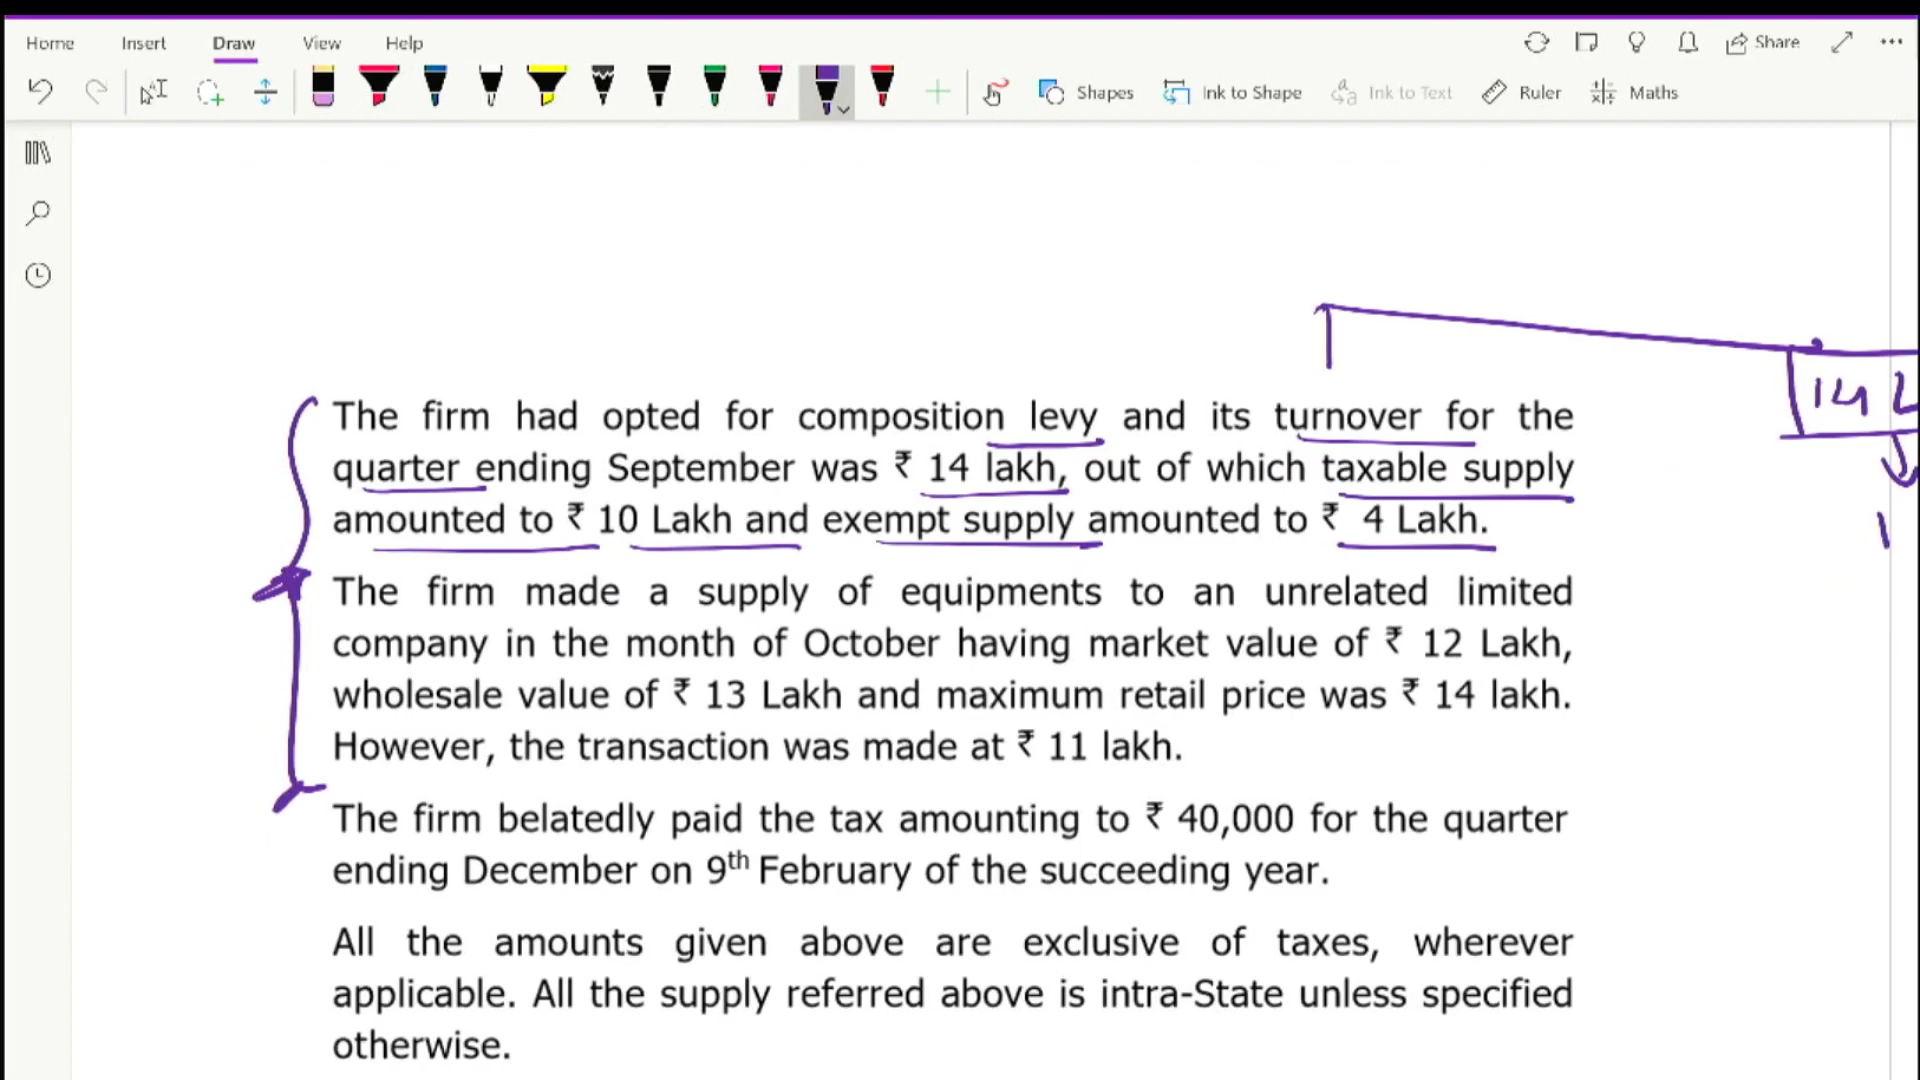 Home Insert Draw View Help Share
Shapes Ink to Shape Ink to Text Ruler Maths
14 L
The firm had opted for composition levy and its turnover for the
quarter ending September was ₹ 14 lakh, out of which taxable supply
amounted to ₹ 10 Lakh and exempt supply amounted to ₹ 4 Lakh.
The firm made a supply of equipments to an unrelated limited
company in the month of October having market value of ₹ 12 Lakh,
wholesale value of ₹ 13 Lakh and maximum retail price was ₹ 14 lakh.
However, the transaction was made at ₹ 11 lakh.
The firm belatedly paid the tax amounting to ₹ 40,000 for the quarter
ending December on 9th February of the succeeding year.
All the amounts given above are exclusive of taxes, wherever
applicable. All the supply referred above is intra-State unless specified
otherwise.